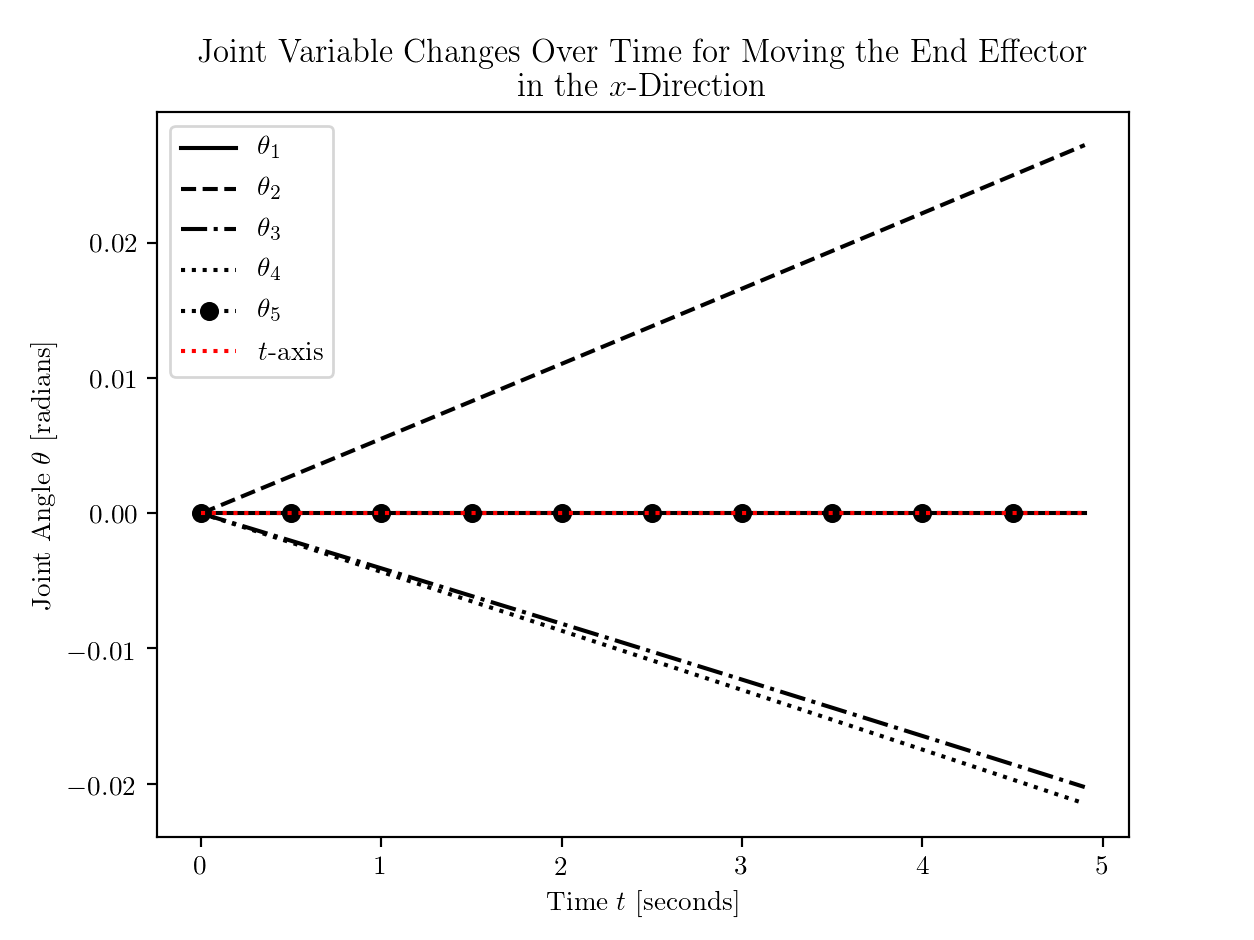 Joint Variable Changes Over Time for Moving the End Effector
in the x-Direction
θ₁
θ₂
θ₃
θ₄
θ₅
t-axis
0.02
0.01
0.00
−0.01
−0.02
Joint Angle θ [radians]
0 1 2 3 4 5
Time t [seconds]